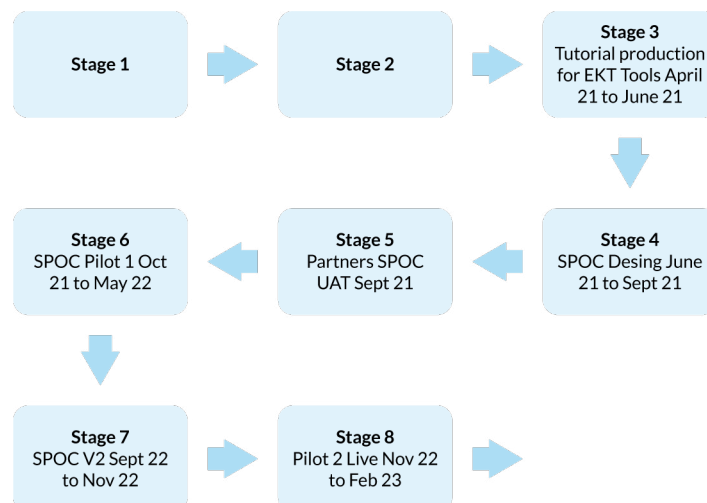 Stage 1
Stage 2
Stage 3
Tutorial production
for EKT Tools April
21 to June 21
Stage 6
SPOC Pilot 1 Oct
21 to May 22
Stage 5
Partners SPOC
UAT Sept 21
Stage 4
SPOC Desing June
21 to Sept 21
Stage 7
SPOC V2 Sept 22
to Nov 22
Stage 8
Pilot 2 Live Nov 22
to Feb 23